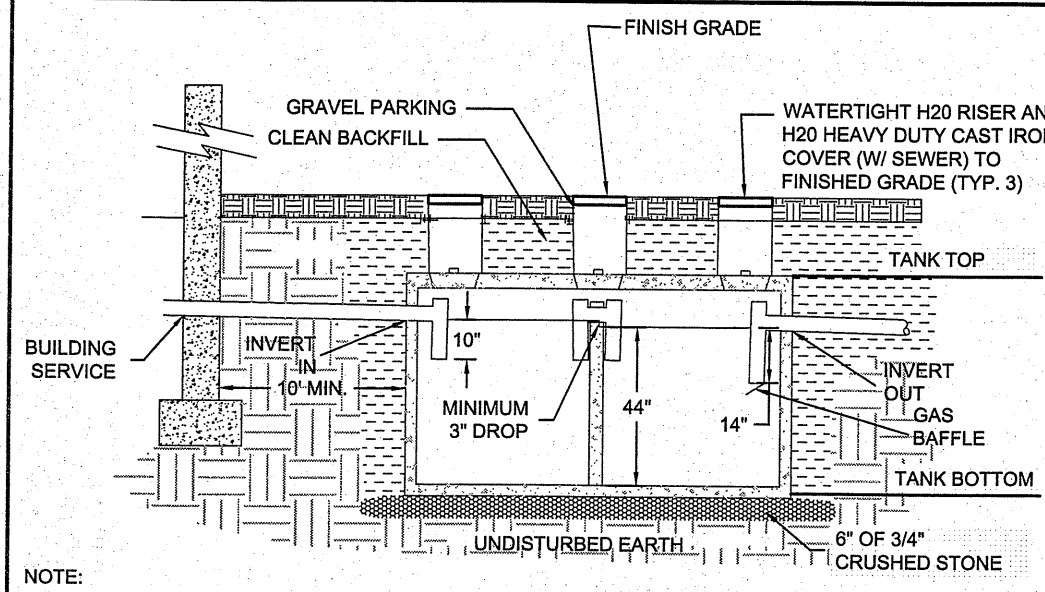 FINISH GRADE
GRAVEL PARKING
CLEAN BACKFILL
WATERTIGHT H20 RISER AN
H20 HEAVY DUTY CAST IRO
COVER (W/ SEWER) TO
FINISHED GRADE (TYP. 3)
TANK TOP
BUILDING
SERVICE
INVERT
IN
10' MIN.
10"
MINIMUM
3" DROP
44"
14"
INVERT
OUT
GAS
BAFFLE
TANK BOTTOM
UNDISTURBED EARTH
6" OF 3/4"
CRUSHED STONE
NOTE: